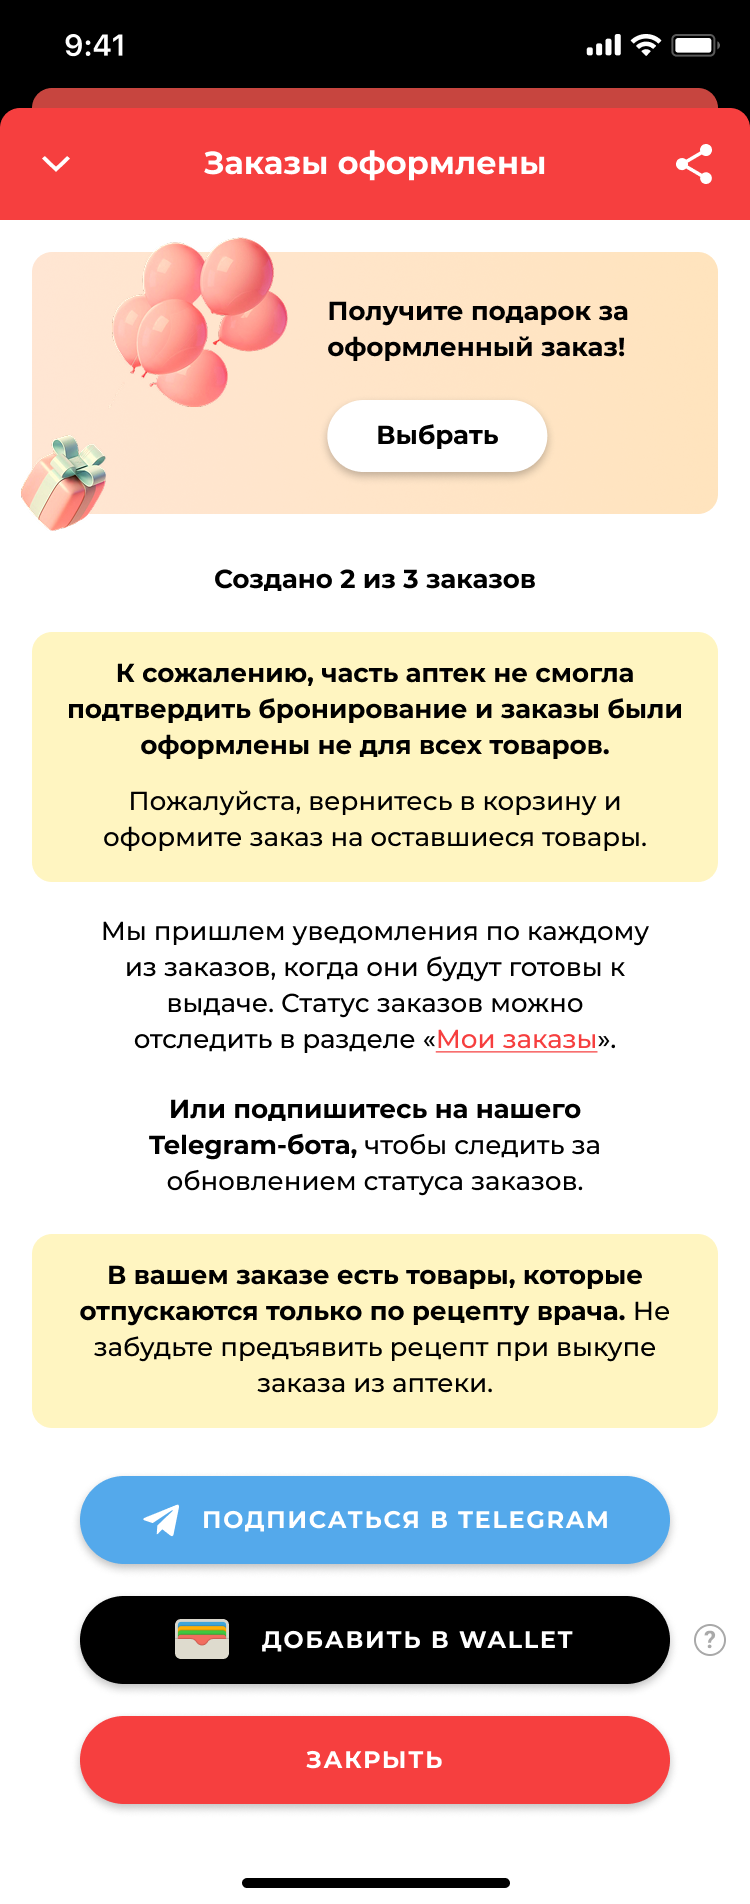 9:41
Заказы оформлены
Получите подарок за
оформленный заказ!
Выбрать
Создано 2 из 3 заказов
К сожалению, часть аптек не смогла
подтвердить бронирование и заказы были
оформлены не для всех товаров.
Пожалуйста, вернитесь в корзину и
оформите заказ на оставшиеся товары.
Мы пришлем уведомления по каждому
из заказов, когда они будут готовы к
выдаче. Статус заказов можно
отследить в разделе «Мои заказы».
Или подпишитесь на нашего
Telegram-бота, чтобы следить за
обновлением статуса заказов.
В вашем заказе есть товары, которые
отпускаются только по рецепту врача. Не
забудьте предъявить рецепт при выкупе
заказа из аптеки.
ПОДПИСАТЬСЯ В TELEGRAM
ДОБАВИТЬ В WALLET
?
ЗАКРЫТЬ